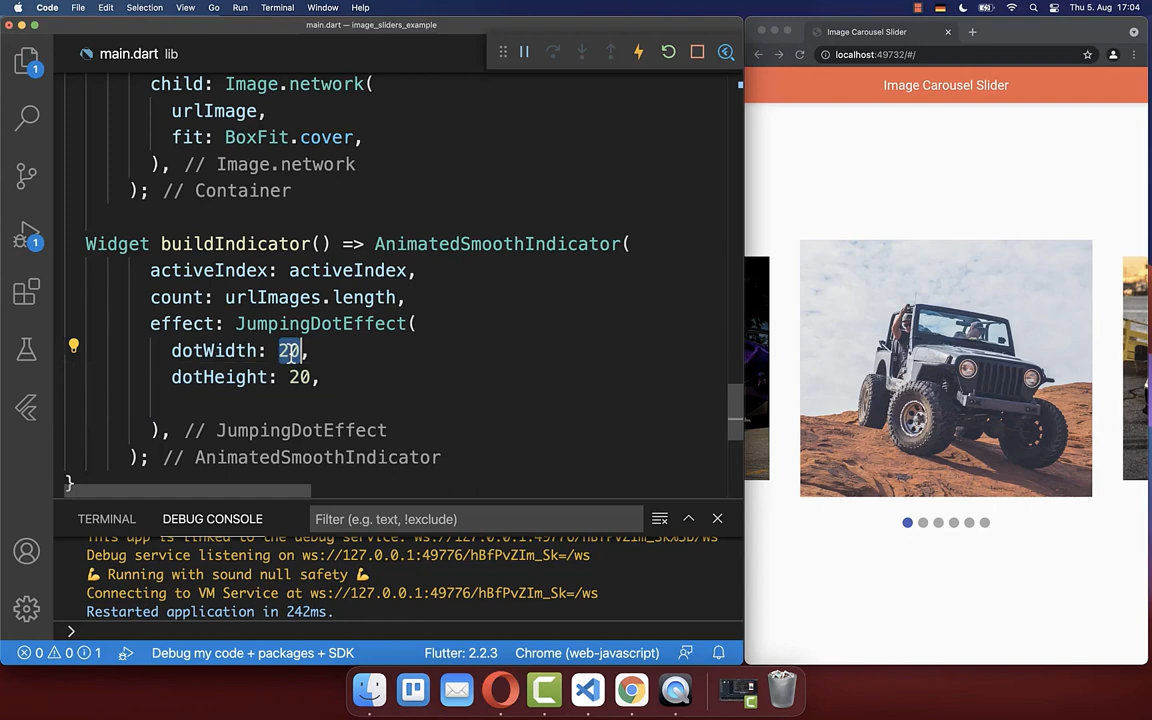 Code File Edit Selection View Go Run Terminal Window Help Thu 5. Aug 17:04
main.dart — image_sliders_example
main.dart lib
child: Image.network(
urlImage,
fit: BoxFit.cover,
), // Image.network
); // Container
Widget buildIndicator() => AnimatedSmoothIndicator(
activeIndex: activeIndex,
count: urlImages.length,
effect: JumpingDotEffect(
dotWidth: 20,
dotHeight: 20,
), // JumpingDotEffect
); // AnimatedSmoothIndicator
}
1
1
TERMINAL DEBUG CONSOLE Filter (e.g. text, !exclude)
Debug service listening on ws://127.0.0.1:49776/hBfPvZIm_Sk=/ws
💪 Running with sound null safety 💪
Connecting to VM Service at ws://127.0.0.1:49776/hBfPvZIm_Sk=/ws
Restarted application in 242ms.
>
0 0 1 Debug my code + packages + SDK Flutter: 2.2.3 Chrome (web-javascript)
Image Carousel Slider
localhost:49732/#/
Image Carousel Slider